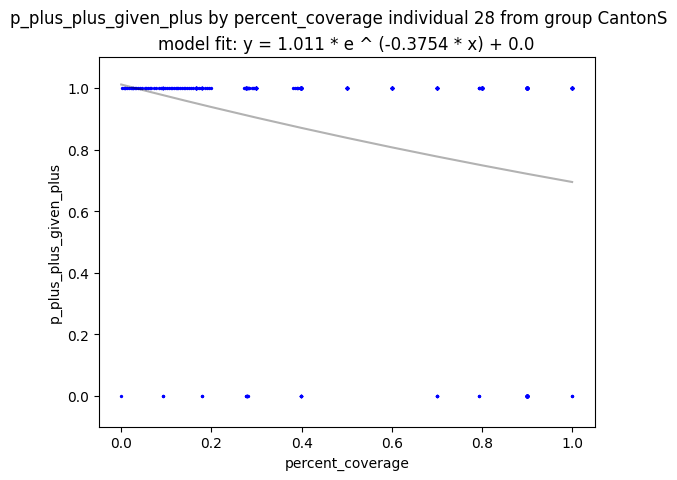 p_plus_plus_given_plus by percent_coverage individual 28 from group CantonS
model fit: y = 1.011 * e ^ (-0.3754 * x) + 0.0
1.0
0.8
0.6
0.4
0.2
0.0
p_plus_plus_given_plus
0.0 0.2 0.4 0.6 0.8 1.0
percent_coverage